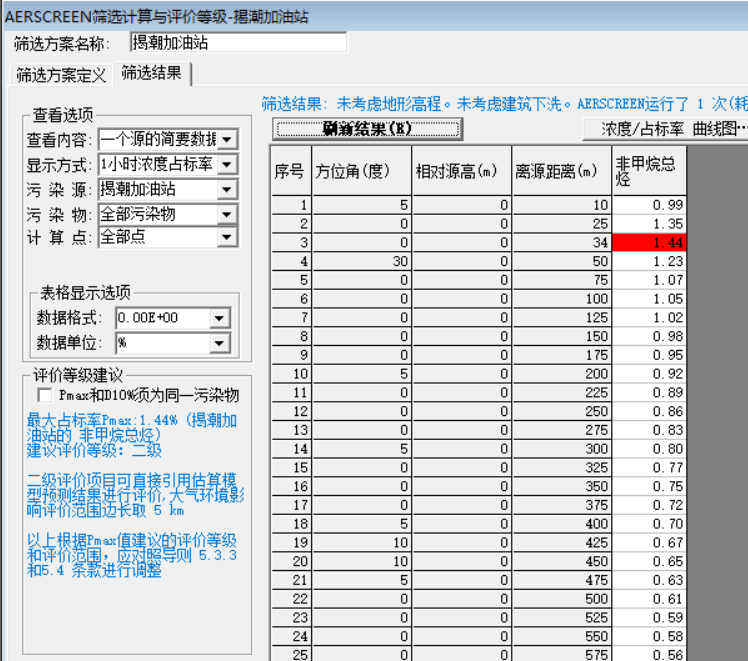 AERSCREEN筛选计算与评价等级-揭潮加油站
筛选方案名称: 揭潮加油站
筛选方案定义 筛选结果
查看选项
查看内容: 一个源的简要数据
显示方式: 1小时浓度占标率
污 染 源: 揭潮加油站
污 染 物: 全部污染物
计 算 点: 全部点
表格显示选项
数据格式: 0.00E+00
数据单位: %
评价等级建议
Pmax和D10%须为同一污染物
最大占标率Pmax:1.44% (揭潮加
油站的 非甲烷总烃)
建议评价等级: 二级
二级评价项目可直接引用估算模
型预测结果进行评价,大气环境影
响评价范围边长取 5 km
以上根据Pmax值建议的评价等级
和评价范围, 应对照导则 5.3.3
和5.4 条款进行调整
筛选结果: 未考虑地形高程。未考虑建筑下洗。AERSCREEN运行了 1 次(耗
刷新结果(R)
浓度/占标率 曲线图…
序号 方位角(度) 相对源高(m) 离源距离(m) 非甲烷总
烃
1 5 0 10 0.99
2 0 0 25 1.35
3 0 0 34 1.44
4 30 0 50 1.23
5 0 0 75 1.07
6 0 0 100 1.05
7 0 0 125 1.02
8 0 0 150 0.98
9 0 0 175 0.95
10 5 0 200 0.92
11 0 0 225 0.89
12 0 0 250 0.86
13 0 0 275 0.83
14 5 0 300 0.80
15 0 0 325 0.77
16 0 0 350 0.75
17 0 0 375 0.72
18 5 0 400 0.70
19 10 0 425 0.67
20 10 0 450 0.65
21 5 0 475 0.63
22 0 0 500 0.61
23 0 0 525 0.59
24 0 0 550 0.58
25 0 0 575 0.56